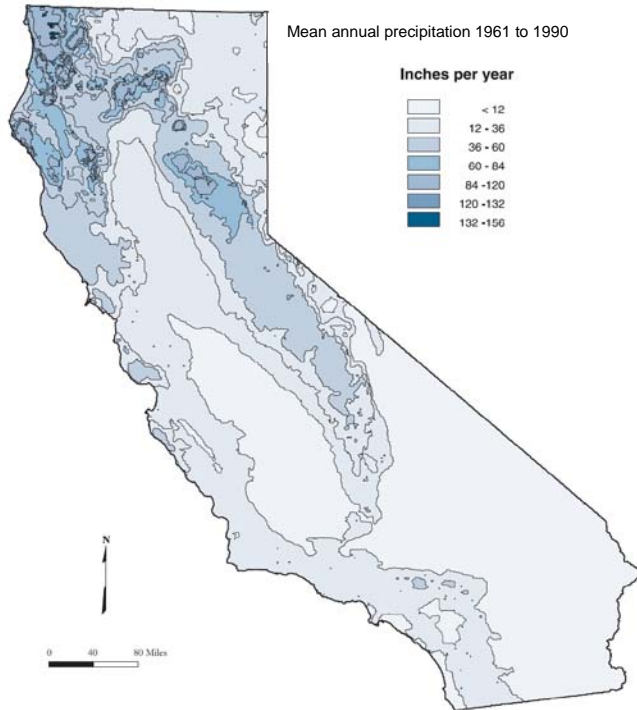 Mean annual precipitation 1961 to 1990
Inches per year
< 12
12 - 36
36 - 60
60 - 84
84 -120
120 -132
132 -156
N
0 40 80 Miles